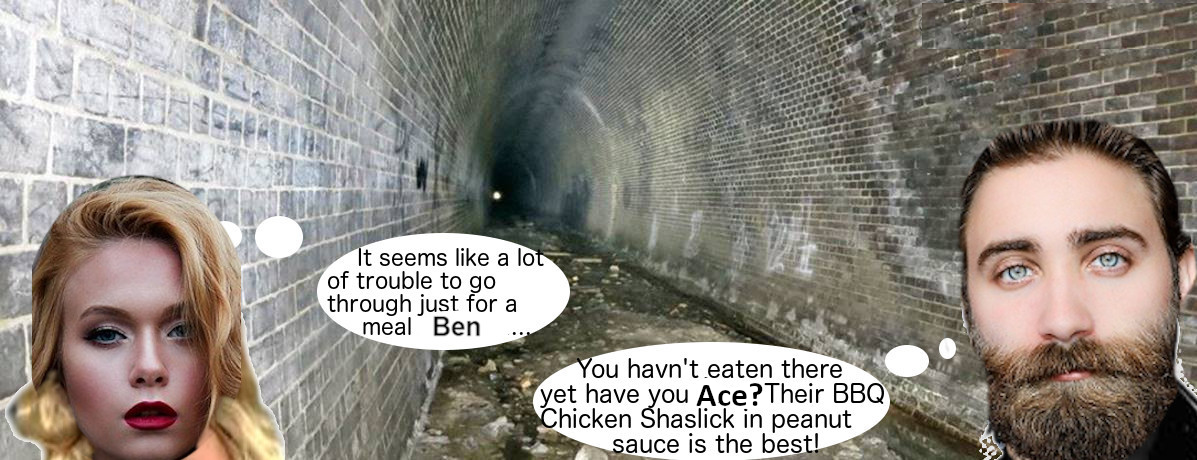 It seems like a lot
of trouble to go
through just for a
meal Ben ...
You havn't eaten there
yet have you Ace? Their BBQ
Chicken Shaslick in peanut
sauce is the best!